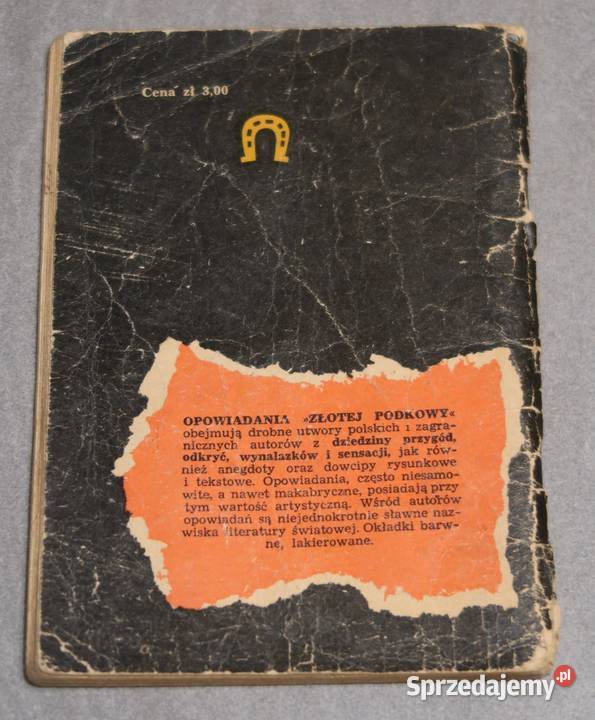 Cena zł 3,00
OPOWIADANIA »ZŁOTEJ PODKOWY«
obejmują drobne utwory polskich i zagra-
nicznych autorów z dziedziny przygód,
odkryć, wynalazków i sensacji, jak rów-
nież anegdoty oraz dowcipy rysunkowe
i tekstowe. Opowiadania, często niesamo-
wite, a nawet makabryczne, posiadają przy
tym wartość artystyczną. Wśród autorów
opowiadań są niejednokrotnie sławne naz-
wiska literatury światowej. Okładki barw-
ne, lakierowane.
Sprzedajemy.pl